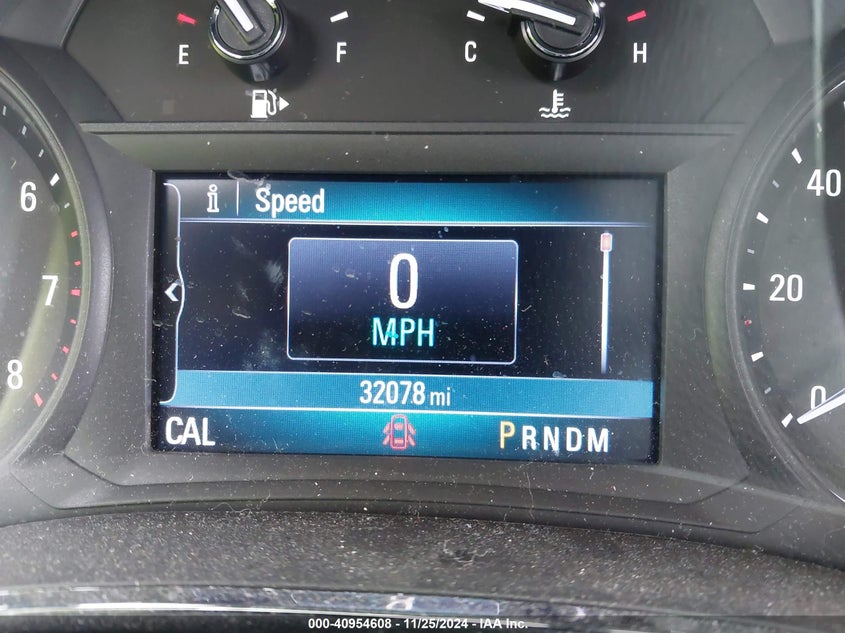 E F C H
6
7
8
i Speed
0
MPH
32078 mi
CAL PRNDM
40
20
0
000-40954608 - 11/25/2024 - IAA Inc.